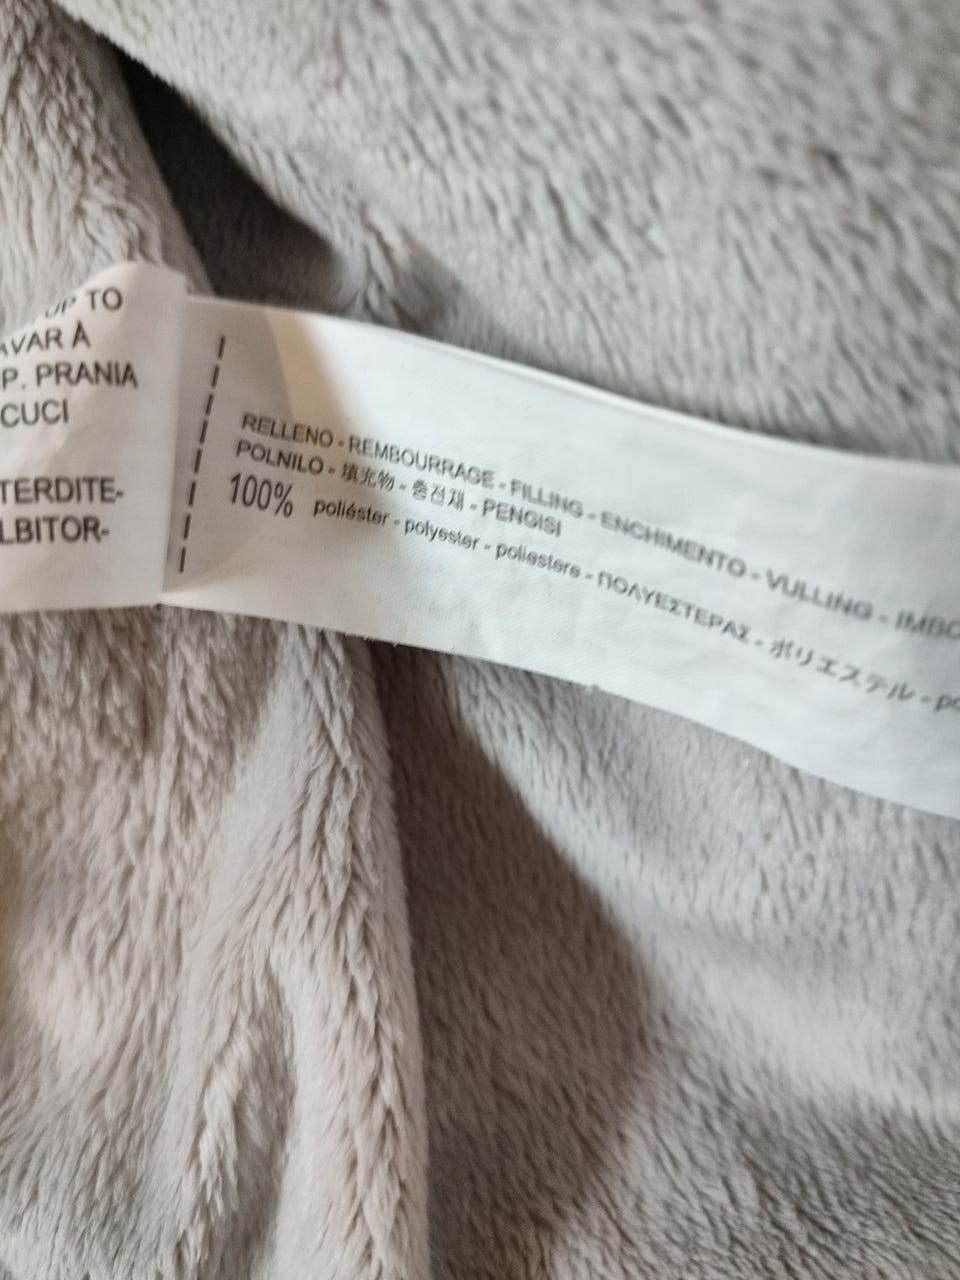 UP TO
AVAR À
P. PRANIA
CUCI
TERDITE-
LBITOR-
RELLENO - REMBOURRAGE - FILLING - ENCHIMENTO - VULLING - IMBO
POLNILO - 填充物 - 충전재 - PENGISI
100% poliéster - polyester - poliestere - ΠΟΛΥΕΣΤΕΡΑΣ - ポリエステル - po